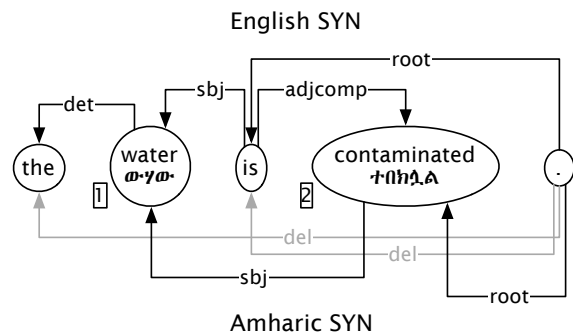 English SYN
root
sbj
adjcomp
det
the
water
ውሃው
is
contaminated
ተበክሏል
.
1
2
del
del
sbj
root
Amharic SYN